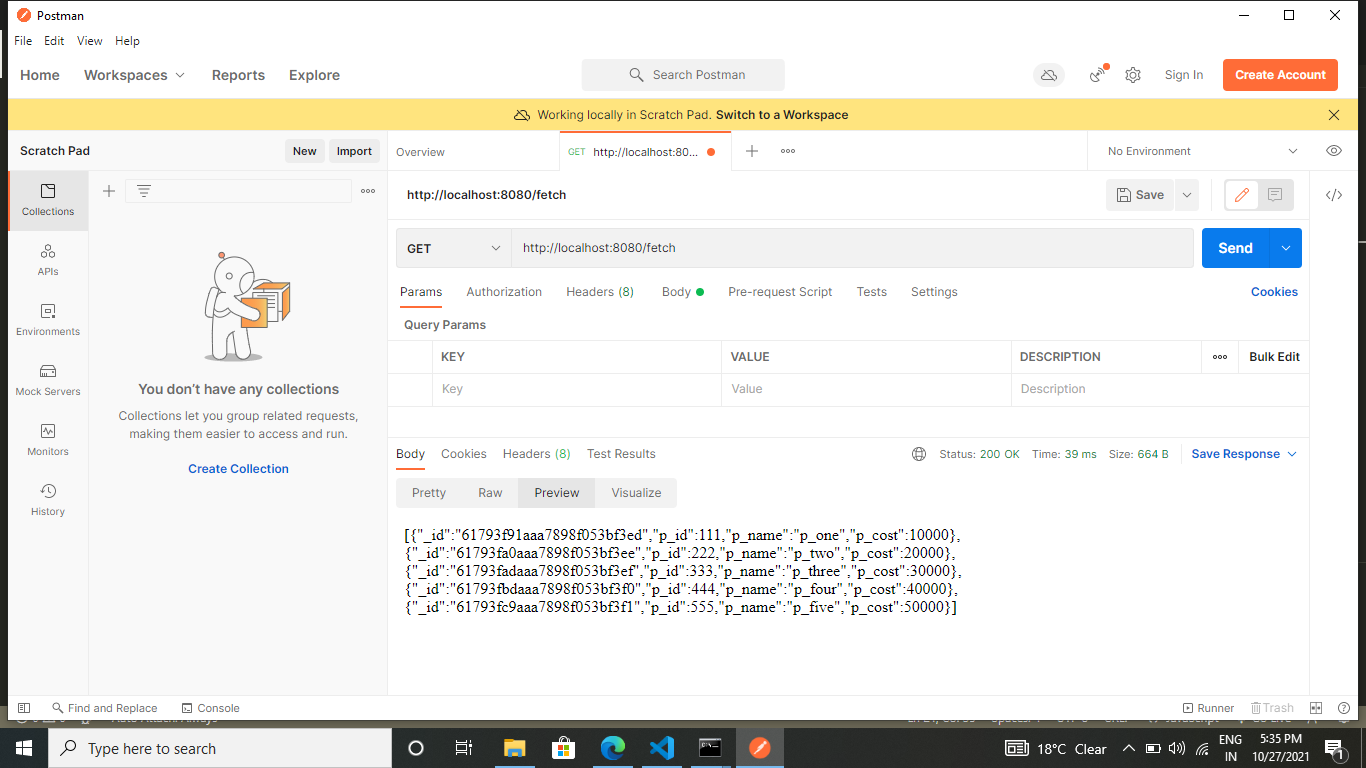 Postman
File Edit View Help
Home Workspaces Reports Explore Search Postman Sign In Create Account
Working locally in Scratch Pad. Switch to a Workspace
Scratch Pad New Import Overview GET http://localhost:80... No Environment
Collections
APIs
Environments
Mock Servers
Monitors
History
You don't have any collections
Collections let you group related requests,
making them easier to access and run.
Create Collection
http://localhost:8080/fetch Save
GET http://localhost:8080/fetch Send
Params Authorization Headers (8) Body Pre-request Script Tests Settings Cookies
Query Params
KEY VALUE DESCRIPTION Bulk Edit
Key Value Description
Body Cookies Headers (8) Test Results Status: 200 OK Time: 39 ms Size: 664 B Save Response
Pretty Raw Preview Visualize
[{"_id":"61793f91aaa7898f053bf3ed","p_id":111,"p_name":"p_one","p_cost":10000},
{"_id":"61793fa0aaa7898f053bf3ee","p_id":222,"p_name":"p_two","p_cost":20000},
{"_id":"61793fadaaa7898f053bf3ef","p_id":333,"p_name":"p_three","p_cost":30000},
{"_id":"61793fbdaaa7898f053bf3f0","p_id":444,"p_name":"p_four","p_cost":40000},
{"_id":"61793fc9aaa7898f053bf3f1","p_id":555,"p_name":"p_five","p_cost":50000}]
Find and Replace Console Runner Trash
Type here to search 18°C Clear ENG 5:35 PM
IN 10/27/2021 1